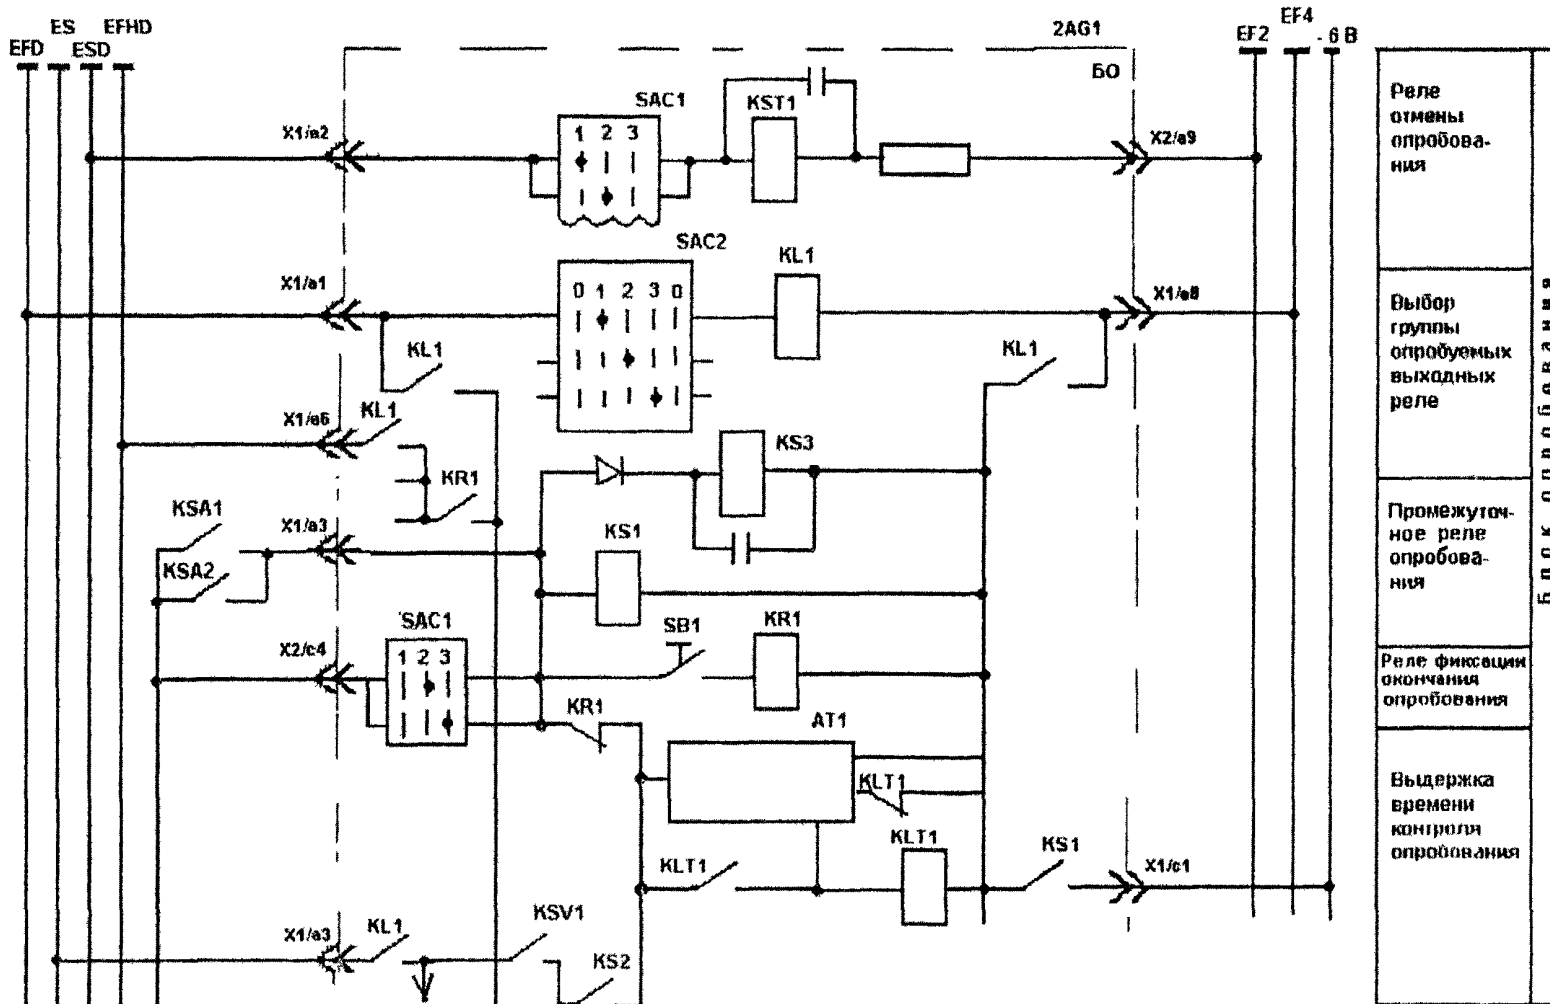 ES EFHD
EFD ESD
2AG1
EF4
EF2 - 6 В
БО
SAC1 KST1
X1/a2
1 2 3
X2/a9
Реле
отмены
опробова-
ния
SAC2 KL1
X1/a1
0 1 2 3 0
X1/a8
KL1
KL1
Выбор
группы
опробуемых
выходных
реле
X1/a6 KL1
KS3
KR1
KSA1
X1/a3
KS1
KSA2
Промежуточ-
ное реле
опробова-
ния
SAC1
X2/c4
1 2 3
SB1 KR1
KR1
Реле фиксации
окончания
опробования
AT1
KLT1
KLT1 KLT1 KS1 X1/c1
Выдержка
времени
контроля
опробования
X1/a3 KL1 KSV1
KS2
Блок опробования